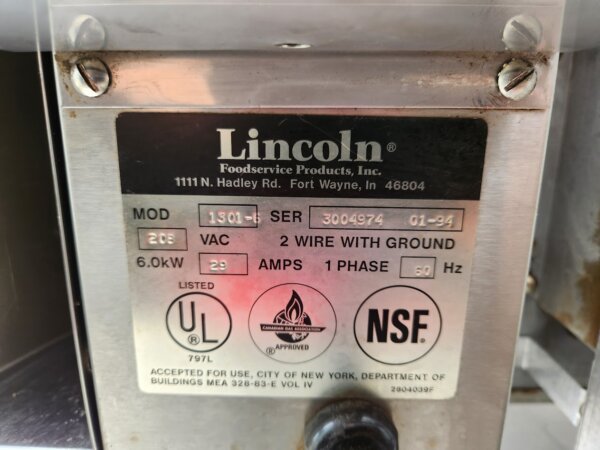 Lincoln®
Foodservice Products, Inc.
1111 N. Hadley Rd. Fort Wayne, In 46804
MOD 1301-6 SER 3004974 01-94
208 VAC 2 WIRE WITH GROUND
6.0kW 29 AMPS 1 PHASE 60 Hz
LISTED
UL
®
797L
CANADIAN GAS ASSOCIATION
® APPROVED
NSF®
ACCEPTED FOR USE, CITY OF NEW YORK, DEPARTMENT OF
BUILDINGS MEA 328-83-E VOL IV
2804039F